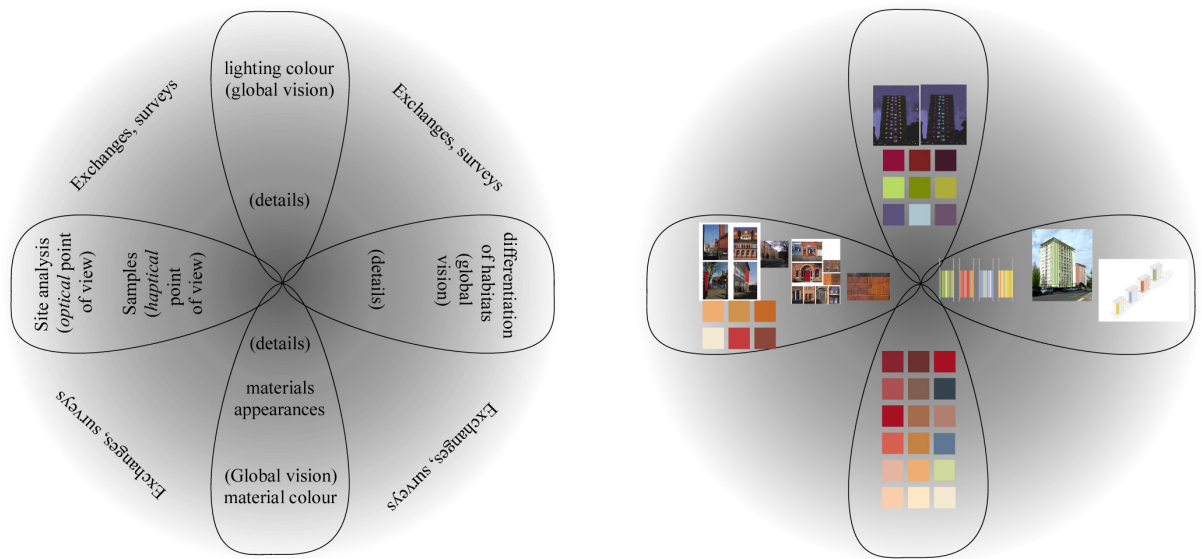 lighting colour
(global vision)
Exchanges, surveys
Exchanges, surveys
(details)
Site analysis
(optical point
of view)
Samples
(haptical
point
of view)
(details)
differentiation
of habitats
(global
vision)
(details)
materials
appearances
(Global vision)
material colour
Exchanges, surveys
Exchanges, surveys